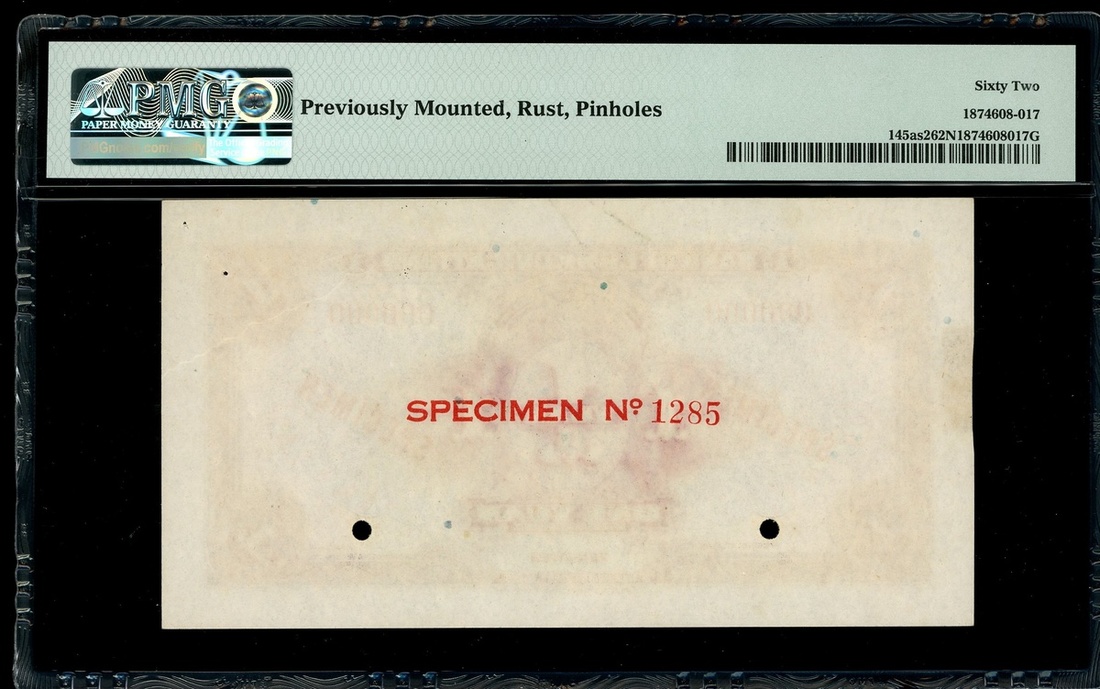 PMG
PAPER MONEY GUARANTY
Previously Mounted, Rust, Pinholes
Sixty Two
1874608-017
145as262N1874608017G
SPECIMEN Nº 1285